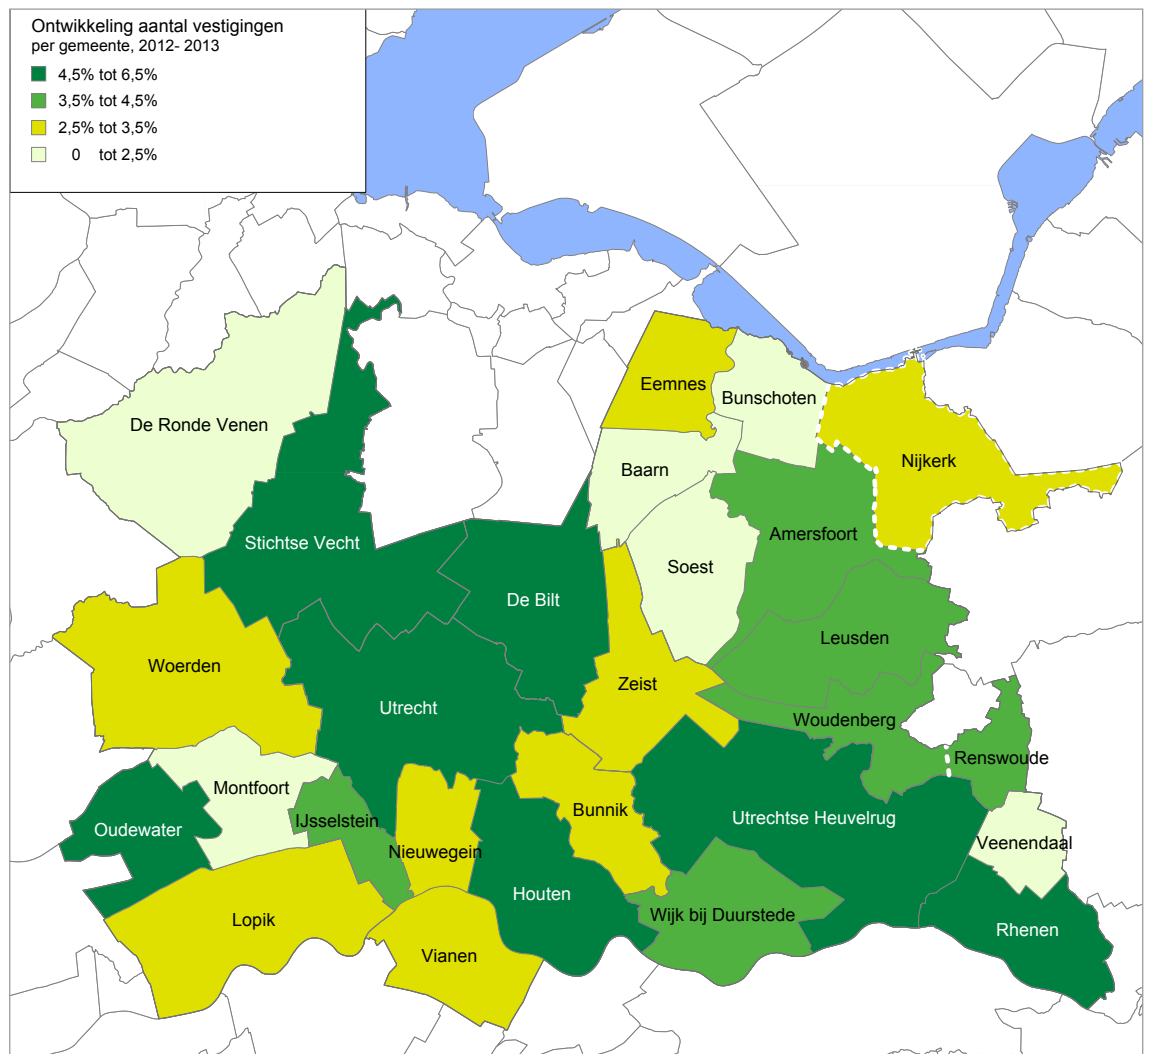 Ontwikkeling aantal vestigingen
per gemeente, 2012- 2013
4,5% tot 6,5%
3,5% tot 4,5%
2,5% tot 3,5%
0 tot 2,5%
Eemnes
Bunschoten
De Ronde Venen
Baarn
Nijkerk
Amersfoort
Stichtse Vecht
Soest
De Bilt
Leusden
Woerden
Zeist
Utrecht
Woudenberg
Renswoude
Montfoort
IJsselstein
Bunnik
Utrechtse Heuvelrug
Oudewater
Veenendaal
Nieuwegein
Houten
Wijk bij Duurstede
Lopik
Rhenen
Vianen